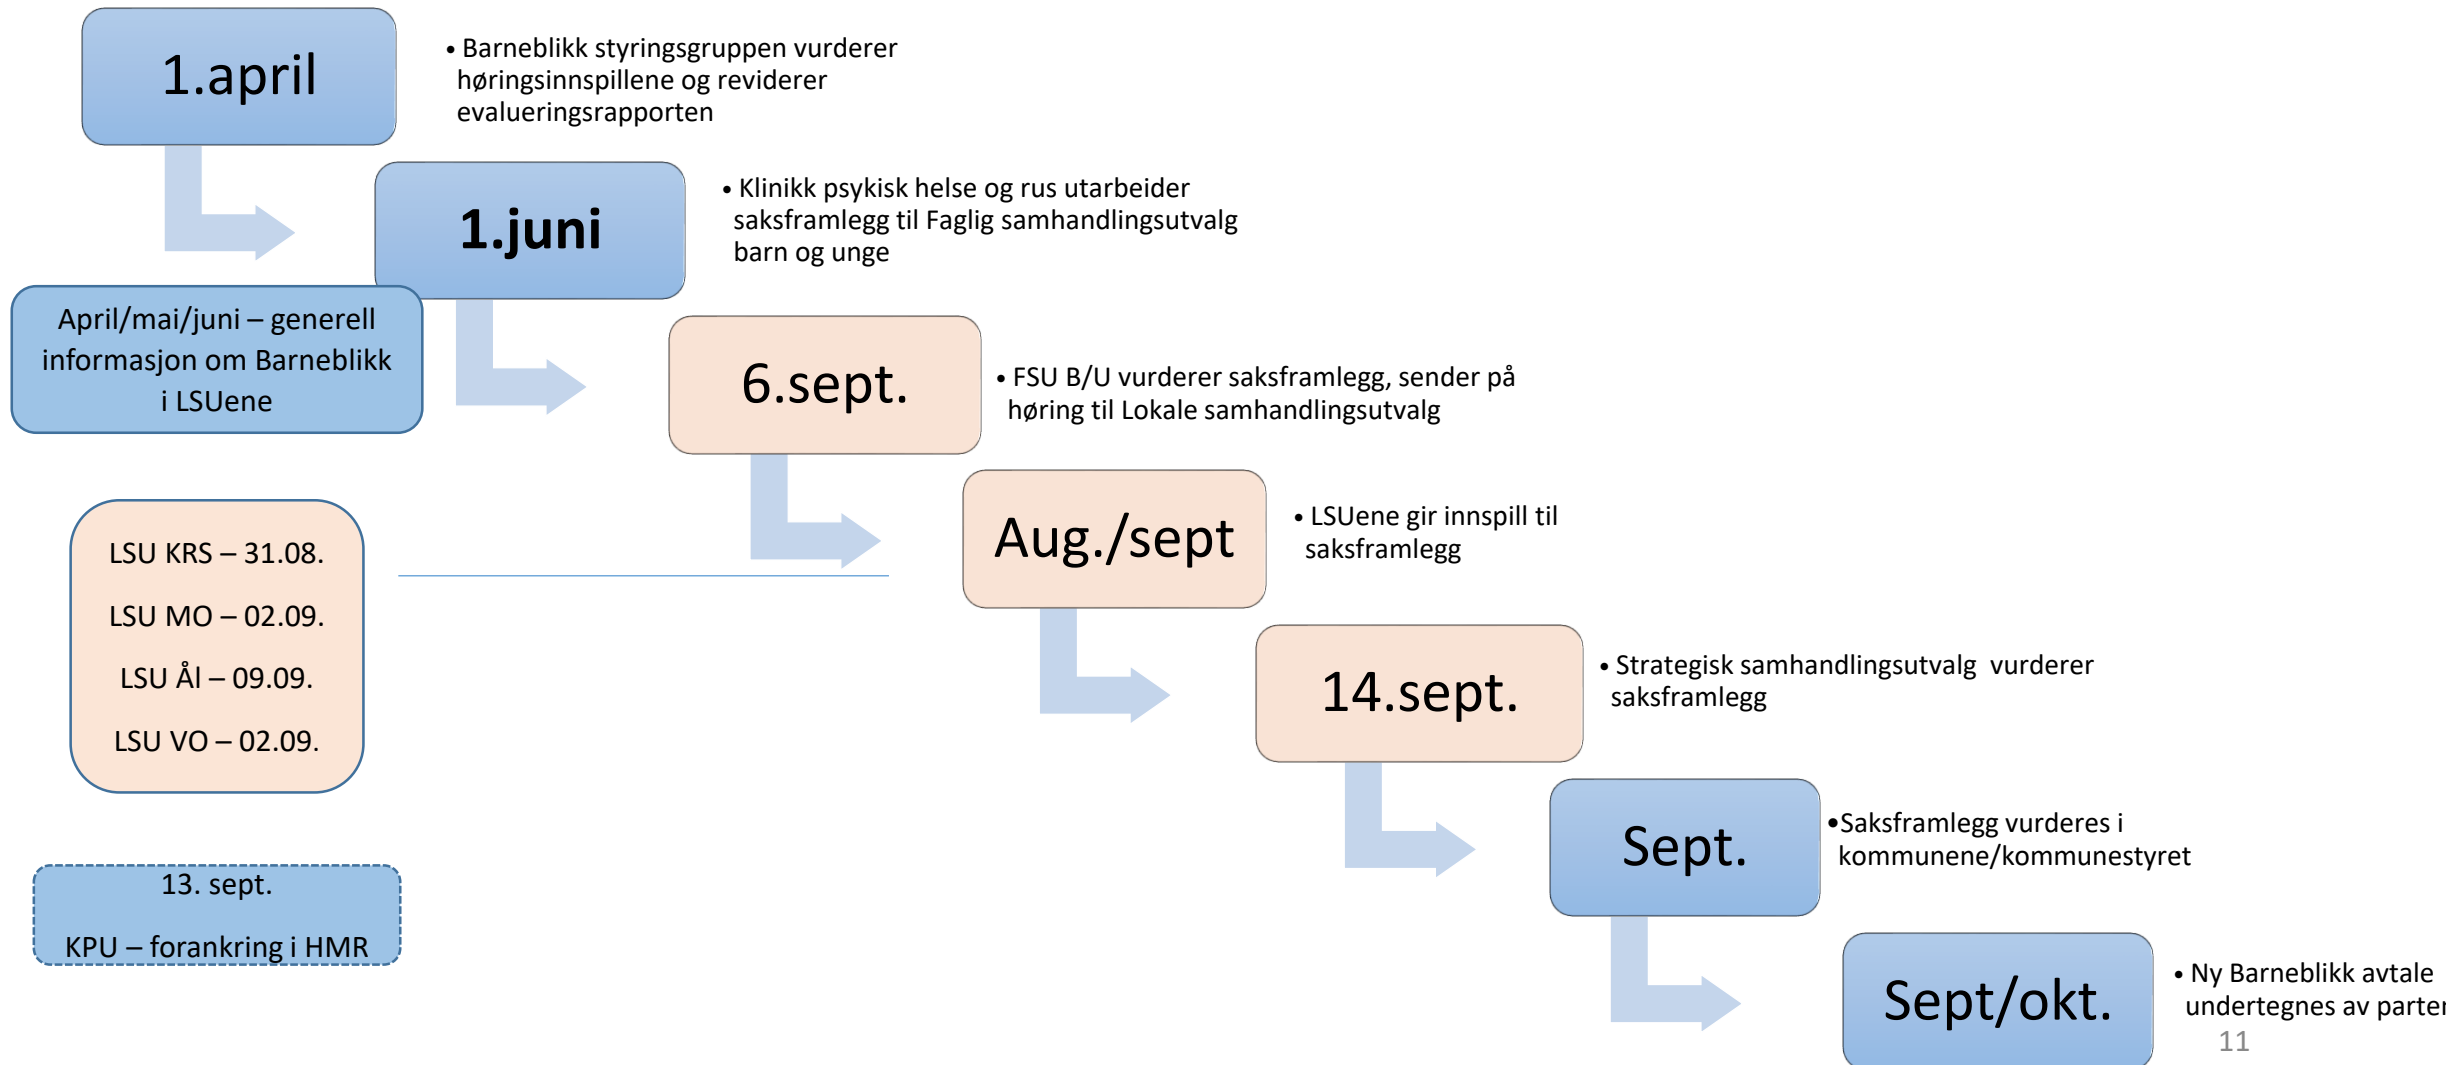 1.april
• Barneblikk styringsgruppen vurderer
høringsinnspillene og reviderer
evalueringsrapporten
1.juni
• Klinikk psykisk helse og rus utarbeider
saksframlegg til Faglig samhandlingsutvalg
barn og unge
April/mai/juni – generell
informasjon om Barneblikk
i LSUene
6.sept.
• FSU B/U vurderer saksframlegg, sender på
høring til Lokale samhandlingsutvalg
Aug./sept
• LSUene gir innspill til
saksframlegg
LSU KRS – 31.08.
LSU MO – 02.09.
LSU Ål – 09.09.
LSU VO – 02.09.
14.sept.
• Strategisk samhandlingsutvalg vurderer
saksframlegg
Sept.
•Saksframlegg vurderes i
kommunene/kommunestyret
13. sept.
KPU – forankring i HMR
Sept/okt.
• Ny Barneblikk avtale
undertegnes av
11